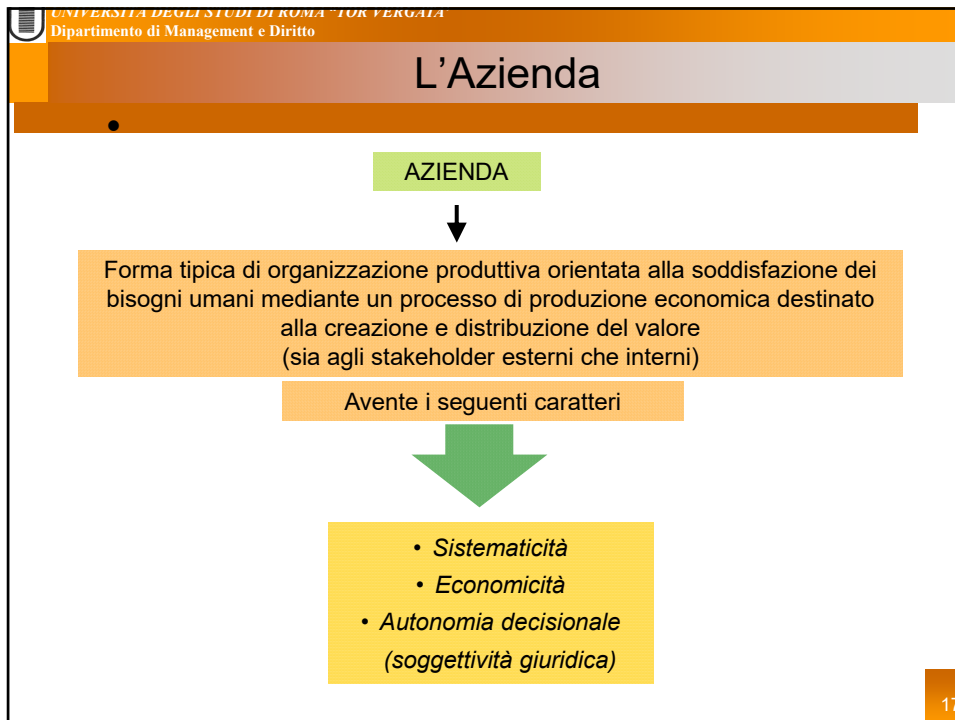 UNIVERSITÀ DEGLI STUDI DI ROMA "TOR VERGATA"
Dipartimento di Management e Diritto
L'Azienda
•
AZIENDA
Forma tipica di organizzazione produttiva orientata alla soddisfazione dei
bisogni umani mediante un processo di produzione economica destinato
alla creazione e distribuzione del valore
(sia agli stakeholder esterni che interni)
Avente i seguenti caratteri
• Sistematicità
• Economicità
• Autonomia decisionale
(soggettività giuridica)
17